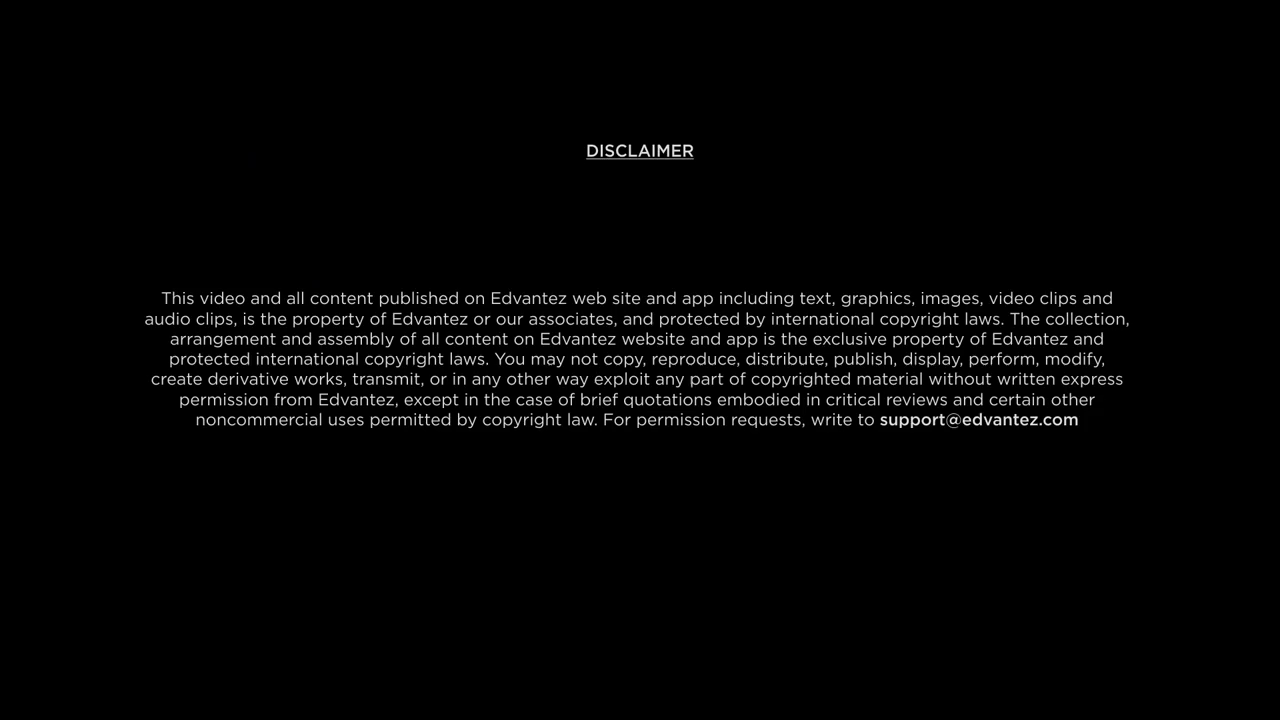 DISCLAIMER
This video and all content published on Edvantez web site and app including text, graphics, images, video clips and
audio clips, is the property of Edvantez or our associates, and protected by international copyright laws. The collection,
arrangement and assembly of all content on Edvantez website and app is the exclusive property of Edvantez and
protected international copyright laws. You may not copy, reproduce, distribute, publish, display, perform, modify,
create derivative works, transmit, or in any other way exploit any part of copyrighted material without written express
permission from Edvantez, except in the case of brief quotations embodied in critical reviews and certain other
noncommercial uses permitted by copyright law. For permission requests, write to support@edvantez.com